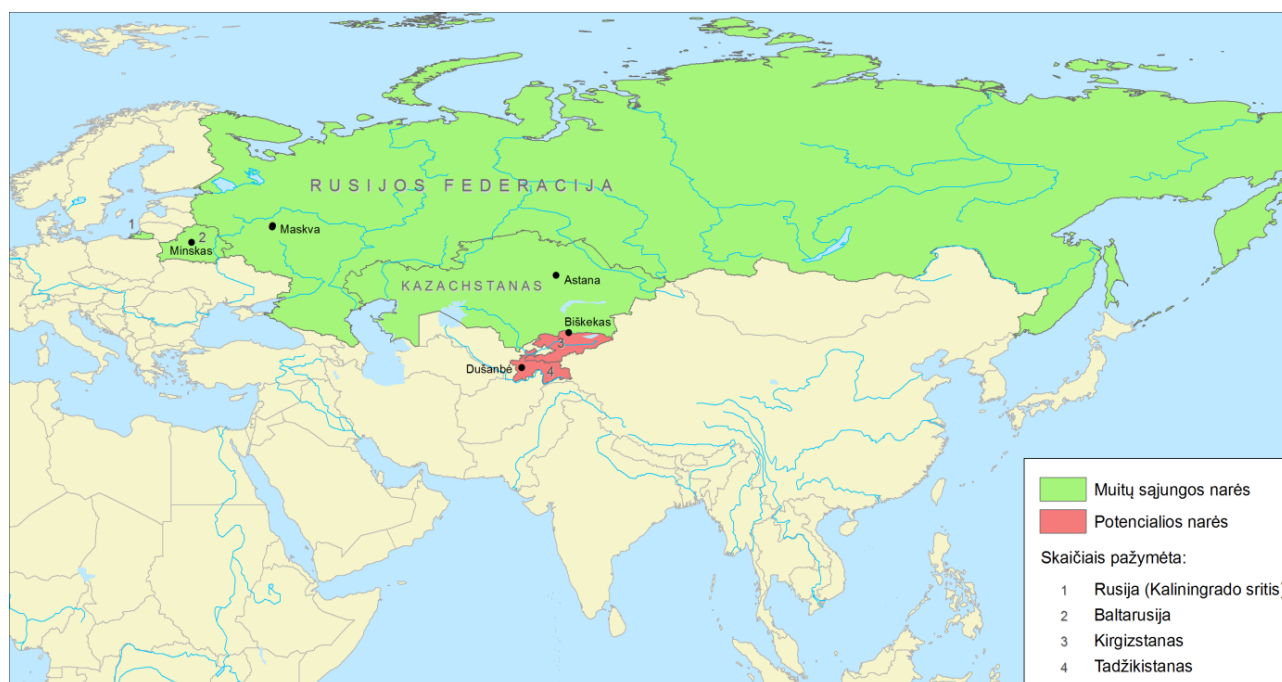 RUSIJOS FEDERACIJA
1
Maskva
2
Minskas
KAZACHSTANAS
Astana
Biškekas
3
Dušanbė
4
Muitų sąjungos narės
Potencialios narės
Skaičiais pažymėta:
1 Rusija (Kaliningrado sritis)
2 Baltarusija
3 Kirgizstanas
4 Tadžikistanas